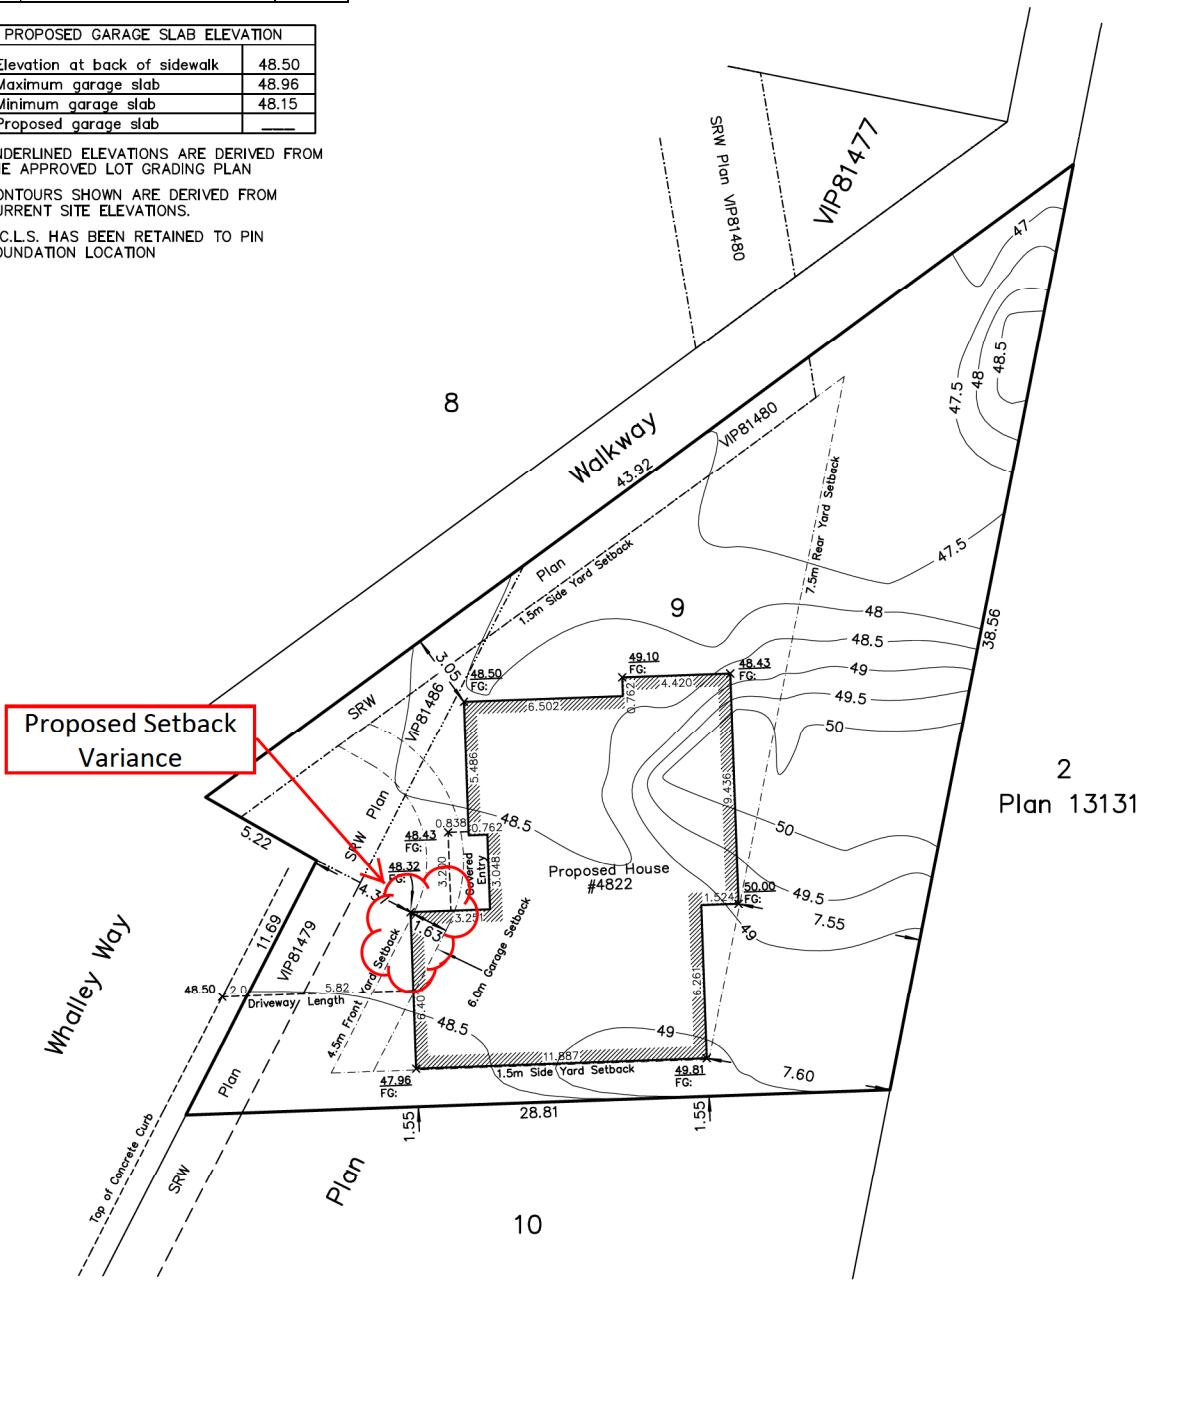 PROPOSED GARAGE SLAB ELEVATION
Elevation at back of sidewalk 48.50
Maximum garage slab 48.96
Minimum garage slab 48.15
Proposed garage slab ___
NDERLINED ELEVATIONS ARE DERIVED FROM
E APPROVED LOT GRADING PLAN
ONTOURS SHOWN ARE DERIVED FROM
URRENT SITE ELEVATIONS.
C.L.S. HAS BEEN RETAINED TO PIN
OUNDATION LOCATION
SRW Plan VIP81480
VIP81477
47
47.5
48
48.5
8
Walkway
43.92
VIP81480
Plan
1.5m Side Yard Setback
7.5m Rear Yard Setback
47.5
9
48
48.5
49
49.5
50
38.56
3.05
48.50
FG:
49.10
FG:
48.43
FG:
6.502
0.762
4.420
SRW
VIP81486
Plan
SRW
Proposed Setback
Variance
5.486
9.436
2
Plan 13131
5.22
0.838
0.762
48.5
48.43
FG:
48.32
FG:
3.200
Covered
Entry
3.048
Proposed House
#4822
50
49.5
50.00
FG:
1.524
7.55
49
4.3
3.251
1.63
6.0m Garage Setback
4.5m Front Yard Setback
11.69
VIP81479
Whalley Way
48.50
2.0
5.82
Driveway Length
6.40
48.5
6.261
49
11.887
1.5m Side Yard Setback
47.96
FG:
49.81
FG:
7.60
Plan
SRW
1.55
28.81
1.55
Top of Concrete Curb
Plan
10